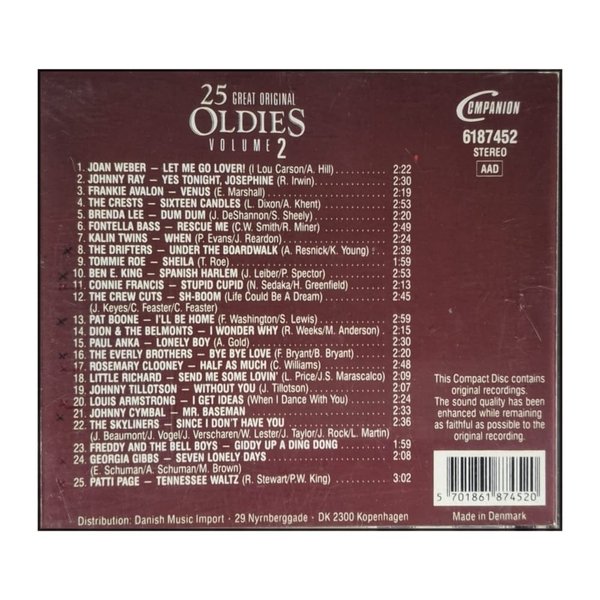 25 GREAT ORIGINAL
OLDIES
VOLUME 2
CMPANION
6187452
STEREO
AAD
1. JOAN WEBER — LET ME GO LOVER! (I Lou Carson/A. Hill) 2:22
2. JOHNNY RAY — YES TONIGHT, JOSEPHINE (R. Irwin) 2:30
3. FRANKIE AVALON — VENUS (E. Marshall) 2:19
4. THE CRESTS — SIXTEEN CANDLES (L. Dixon/A. Khent) 2:53
5. BRENDA LEE — DUM DUM (J. DeShannon/S. Sheely) 2:20
6. FONTELLA BASS — RESCUE ME (C.W. Smith/R. Miner) 2:49
7. KALIN TWINS — WHEN (P. Evans/J. Reardon) 2:24
8. THE DRIFTERS — UNDER THE BOARDWALK (A. Resnick/K. Young) 2:39
9. TOMMIE ROE — SHEILA (T. Roe) 1:59
10. BEN E. KING — SPANISH HARLEM (J. Leiber/P. Spector) 2:53
11. CONNIE FRANCIS — STUPID CUPID (N. Sedaka/H. Greenfield) 2:13
12. THE CREW CUTS — SH-BOOM (Life Could Be A Dream) 2:45
(J. Keyes/C. Feaster/C. Feaster)
13. PAT BOONE — I'LL BE HOME (F. Washington/S. Lewis) 2:59
14. DION & THE BELMONTS — I WONDER WHY (R. Weeks/M. Anderson) 2:15
15. PAUL ANKA — LONELY BOY (A. Gold) 2:31
16. THE EVERLY BROTHERS — BYE BYE LOVE (F. Bryant/B. Bryant) 2:20
17. ROSEMARY CLOONEY — HALF AS MUCH (C. Williams) 2:48
18. LITTLE RICHARD — SEND ME SOME LOVIN' (L. Price/J.S. Marascalco) 2:17
19. JOHNNY TILLOTSON — WITHOUT YOU (J. Tillotson) 2:06
20. LOUIS ARMSTRONG — I GET IDEAS (When I Dance With You) 2:24
21. JOHNNY CYMBAL — MR. BASEMAN 2:37
22. THE SKYLINERS — SINCE I DON'T HAVE YOU 2:36
(J. Beaumont/J. Vogel/J. Verscharen/W. Lester/J. Taylor/J. Rock/L. Martin)
23. FREDDY AND THE BELL BOYS — GIDDY UP A DING DONG 1:59
24. GEORGIA GIBBS — SEVEN LONELY DAYS 2:08
(E. Schuman/A. Schuman/M. Brown)
25. PATTI PAGE — TENNESSEE WALTZ (R. Stewart/P.W. King) 3:02
This Compact Disc contains
original recordings.
The sound quality has been
enhanced while remaining
as faithful as possible to the
original recording.
5 701861 874520
Distribution: Danish Music Import · 29 Nyrnberggade · DK 2300 Kopenhagen
Made in Denmark